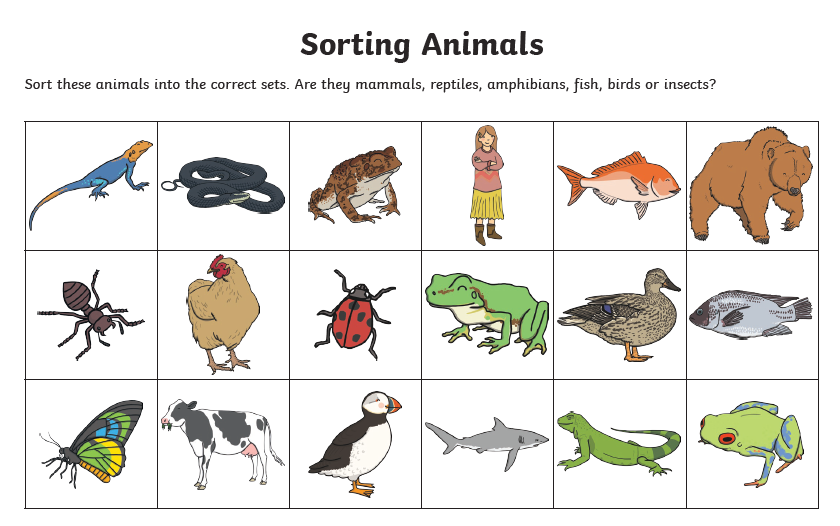 Sorting Animals
Sort these animals into the correct sets. Are they mammals, reptiles, amphibians, fish, birds or insects?